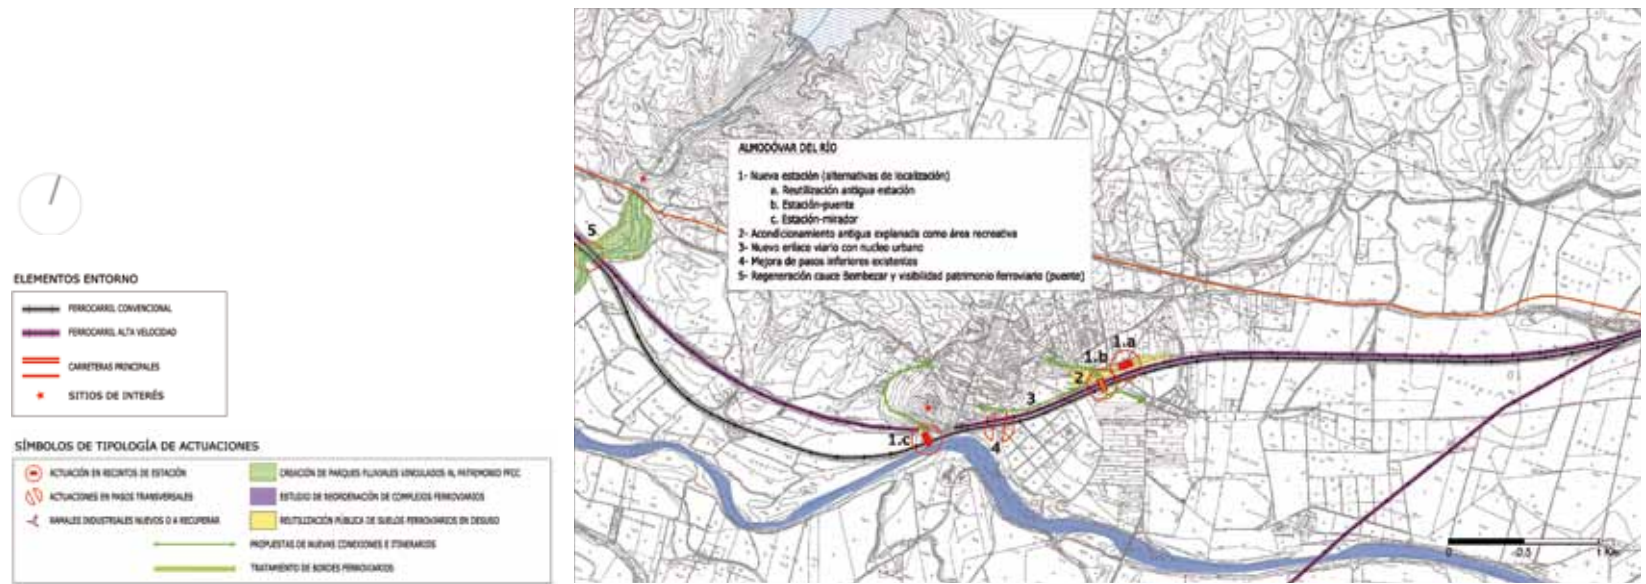 ELEMENTOS ENTORNO
FERROCARRIL CONVENCIONAL
FERROCARRIL ALTA VELOCIDAD
CARRETERAS PRINCIPALES
SITIOS DE INTERÉS
SÍMBOLOS DE TIPOLOGÍA DE ACTUACIONES
ACTUACIÓN EN RECINTOS DE ESTACIÓN
ACTUACIONES EN PASOS TRANSVERSALES
RAMALES INDUSTRIALES NUEVOS O A RECUPERAR
CREACIÓN DE PARQUES FLUVIALES VINCULADOS AL PATRIMONIO FFCC
ESTUDIO DE REORDENACIÓN DE COMPLEJOS FERROVIARIOS
REUTILIZACIÓN PÚBLICA DE SUELOS FERROVIARIOS EN DESUSO
PROPUESTAS DE NUEVAS CONEXIONES E ITINERARIOS
TRATAMIENTO DE BORDES FERROVIARIOS
ALMODÓVAR DEL RÍO
1- Nueva estación (alternativas de localización)
a. Reutilización antigua estación
b. Estación-puente
c. Estación-mirador
2- Acondicionamiento antigua explanada como área recreativa
3- Nuevo enlace viario con nucleo urbano
4- Mejora de pasos inferiores existentes
5- Regeneración cauce Bembezar y visibilidad patrimonio ferroviario (puente)
5
1.a
1.b
2
3
1.c
4
0 0.5 1 Km